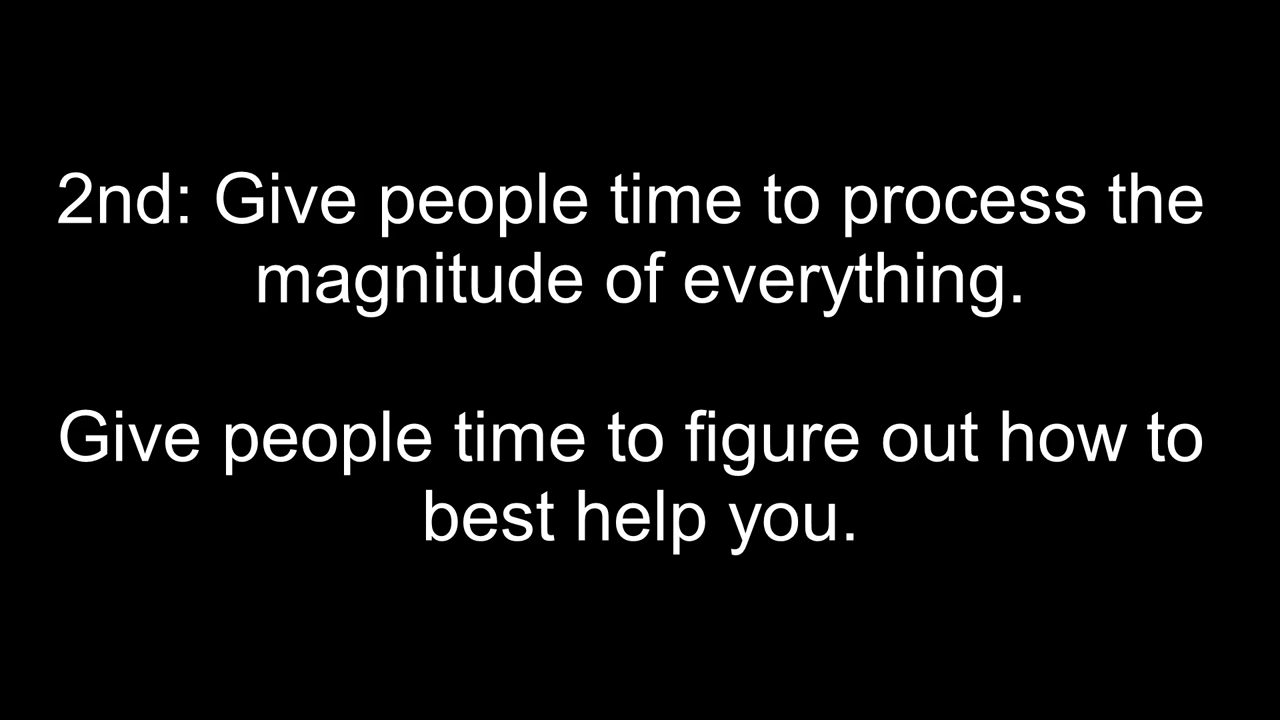 2nd: Give people time to process the
magnitude of everything.
Give people time to figure out how to
best help you.